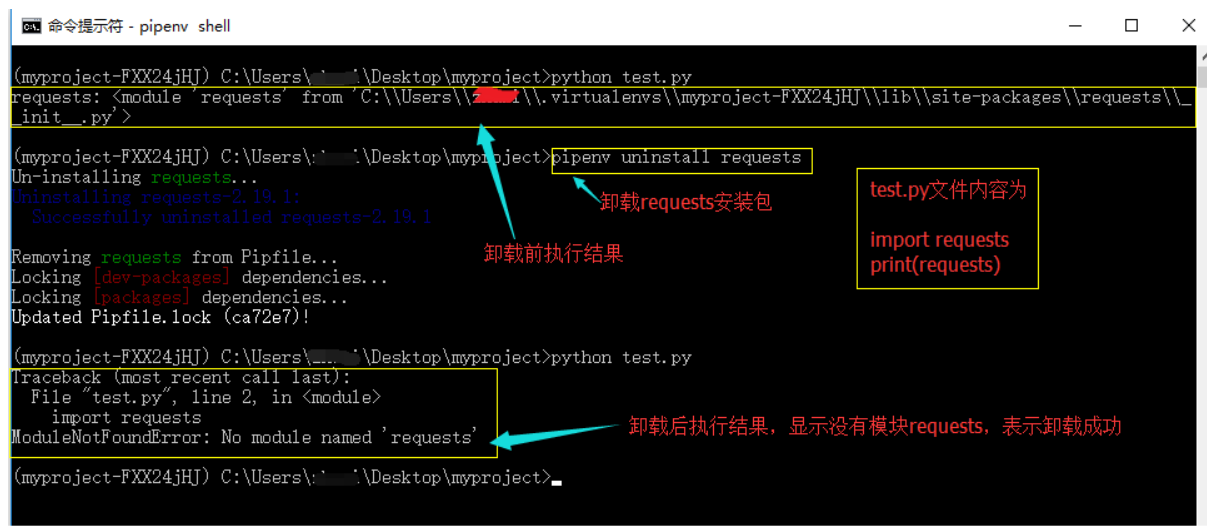 命令提示符 - pipenv shell
(myproject-FXX24jHJ) C:\Users\ \Desktop\myproject>python test.py
requests: <module 'requests' from 'C:\\Users\\ \\.virtualenvs\\myproject-FXX24jHJ\\lib\\site-packages\\requests\\_
_init__.py'>
(myproject-FXX24jHJ) C:\Users\ \Desktop\myproject>pipenv uninstall requests
Un-installing requests...
Uninstalling requests-2.19.1:
Successfully uninstalled requests-2.19.1
卸载requests安装包
test.py文件内容为
import requests
print(requests)
卸载前执行结果
Removing requests from Pipfile...
Locking [dev-packages] dependencies...
Locking [packages] dependencies...
Updated Pipfile.lock (ca72e7)!
(myproject-FXX24jHJ) C:\Users\ \Desktop\myproject>python test.py
Traceback (most recent call last):
File "test.py", line 2, in <module>
import requests
ModuleNotFoundError: No module named 'requests'
卸载后执行结果，显示没有模块requests，表示卸载成功
(myproject-FXX24jHJ) C:\Users\ \Desktop\myproject>